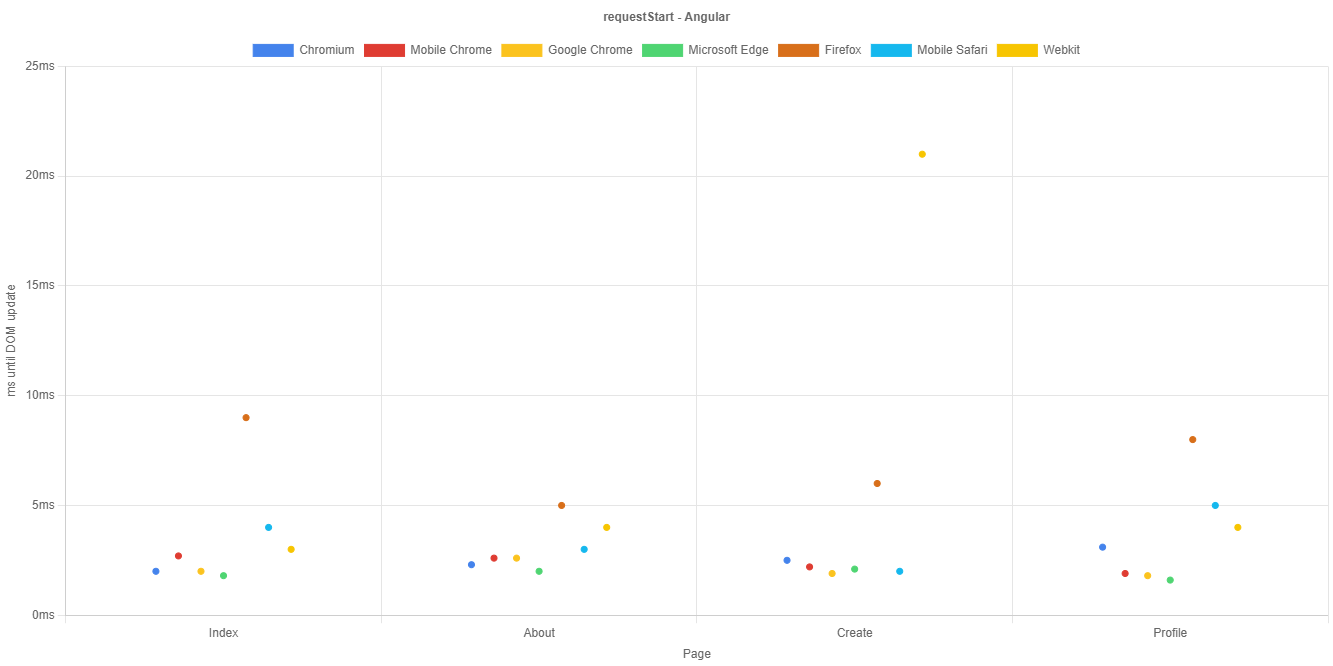 requestStart - Angular
Chromium Mobile Chrome Google Chrome Microsoft Edge Firefox Mobile Safari Webkit
25ms
20ms
15ms
10ms
5ms
0ms
ms until DOM update
Index About Create Profile
Page